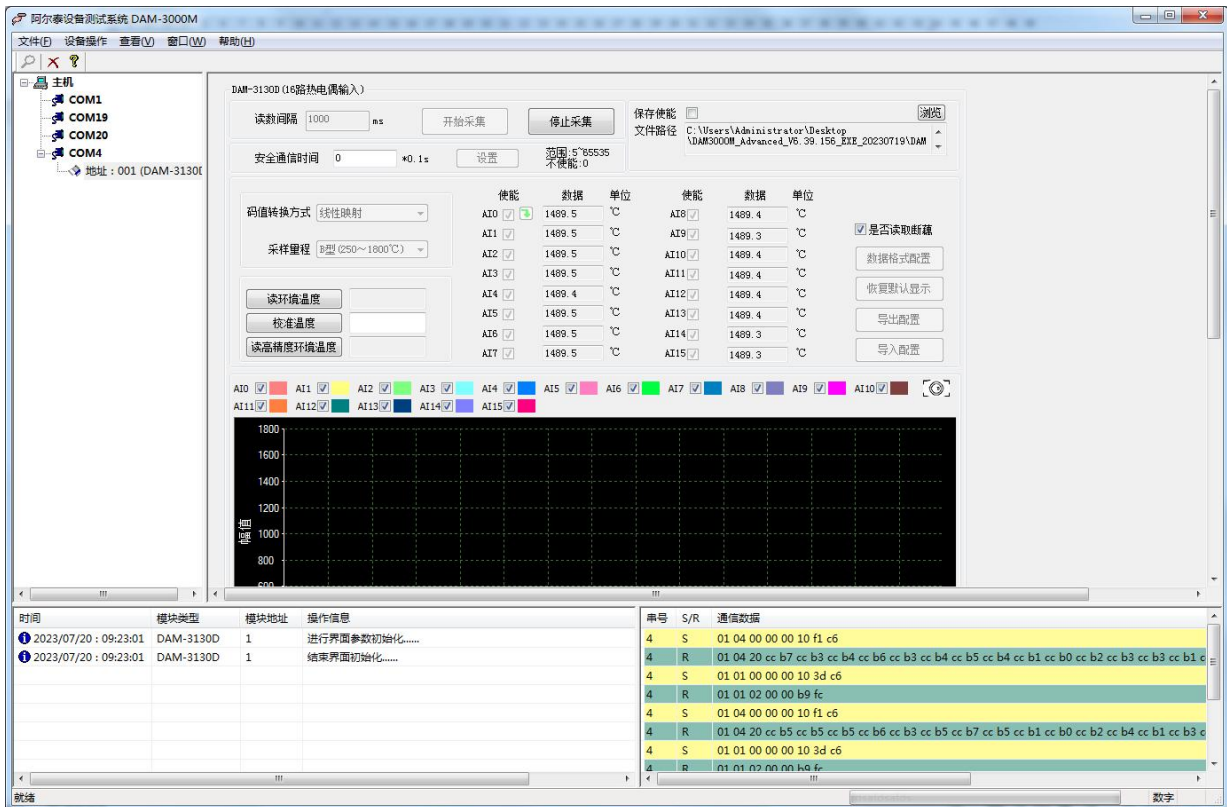 阿尔泰设备测试系统 DAM-3000M
文件(F) 设备操作 查看(V) 窗口(W) 帮助(H)
主机
COM1
COM19
COM20
COM4
地址：001 (DAM-3130D
DAM-3130D(16路热电偶输入)
读数间隔 1000 ms 开始采集 停止采集
安全通信时间 0 *0.1s 设置 范围:5~65535
不使能:0
保存使能 浏览
文件路径 C:\Users\Administrator\Desktop
\DAM3000M_Advanced_V6.39.156_EXE_20230719\DAM
码值转换方式 线性映射
采样量程 B型(250～1800℃)
读环境温度
校准温度
读高精度环境温度
使能 数据 单位 使能 数据 单位
AI0 1489.5 ℃ AI8 1489.4 ℃
AI1 1489.5 ℃ AI9 1489.3 ℃
AI2 1489.5 ℃ AI10 1489.4 ℃
AI3 1489.5 ℃ AI11 1489.4 ℃
AI4 1489.4 ℃ AI12 1489.4 ℃
AI5 1489.5 ℃ AI13 1489.4 ℃
AI6 1489.5 ℃ AI14 1489.3 ℃
AI7 1489.5 ℃ AI15 1489.3 ℃
是否读取断耦
数据格式配置
恢复默认显示
导出配置
导入配置
AI0 AI1 AI2 AI3 AI4 AI5 AI6 AI7 AI8 AI9 AI10
AI11 AI12 AI13 AI14 AI15
1800
1600
1400
1200
1000
800
600
幅值
时间 模块类型 模块地址 操作信息
2023/07/20：09:23:01 DAM-3130D 1 进行界面参数初始化......
2023/07/20：09:23:01 DAM-3130D 1 结束界面初始化......
串号 S/R 通信数据
4 S 01 04 00 00 00 10 f1 c6
4 R 01 04 20 cc b7 cc b3 cc b4 cc b6 cc b3 cc b4 cc b5 cc b4 cc b1 cc b0 cc b2 cc b3 cc b3 cc b1 c
4 S 01 01 00 00 00 10 3d c6
4 R 01 01 02 00 00 b9 fc
4 S 01 04 00 00 00 10 f1 c6
4 R 01 04 20 cc b5 cc b5 cc b5 cc b6 cc b3 cc b5 cc b7 cc b5 cc b1 cc b0 cc b2 cc b4 cc b1 cc b3 c
4 S 01 01 00 00 00 10 3d c6
4 R 01 01 02 00 00 b9 fc
就绪 数字